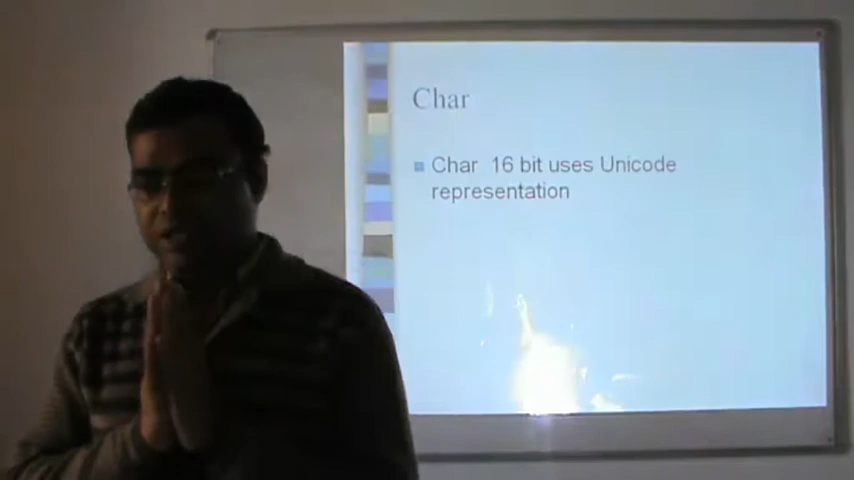 Char
Char 16 bit uses Unicode
representation